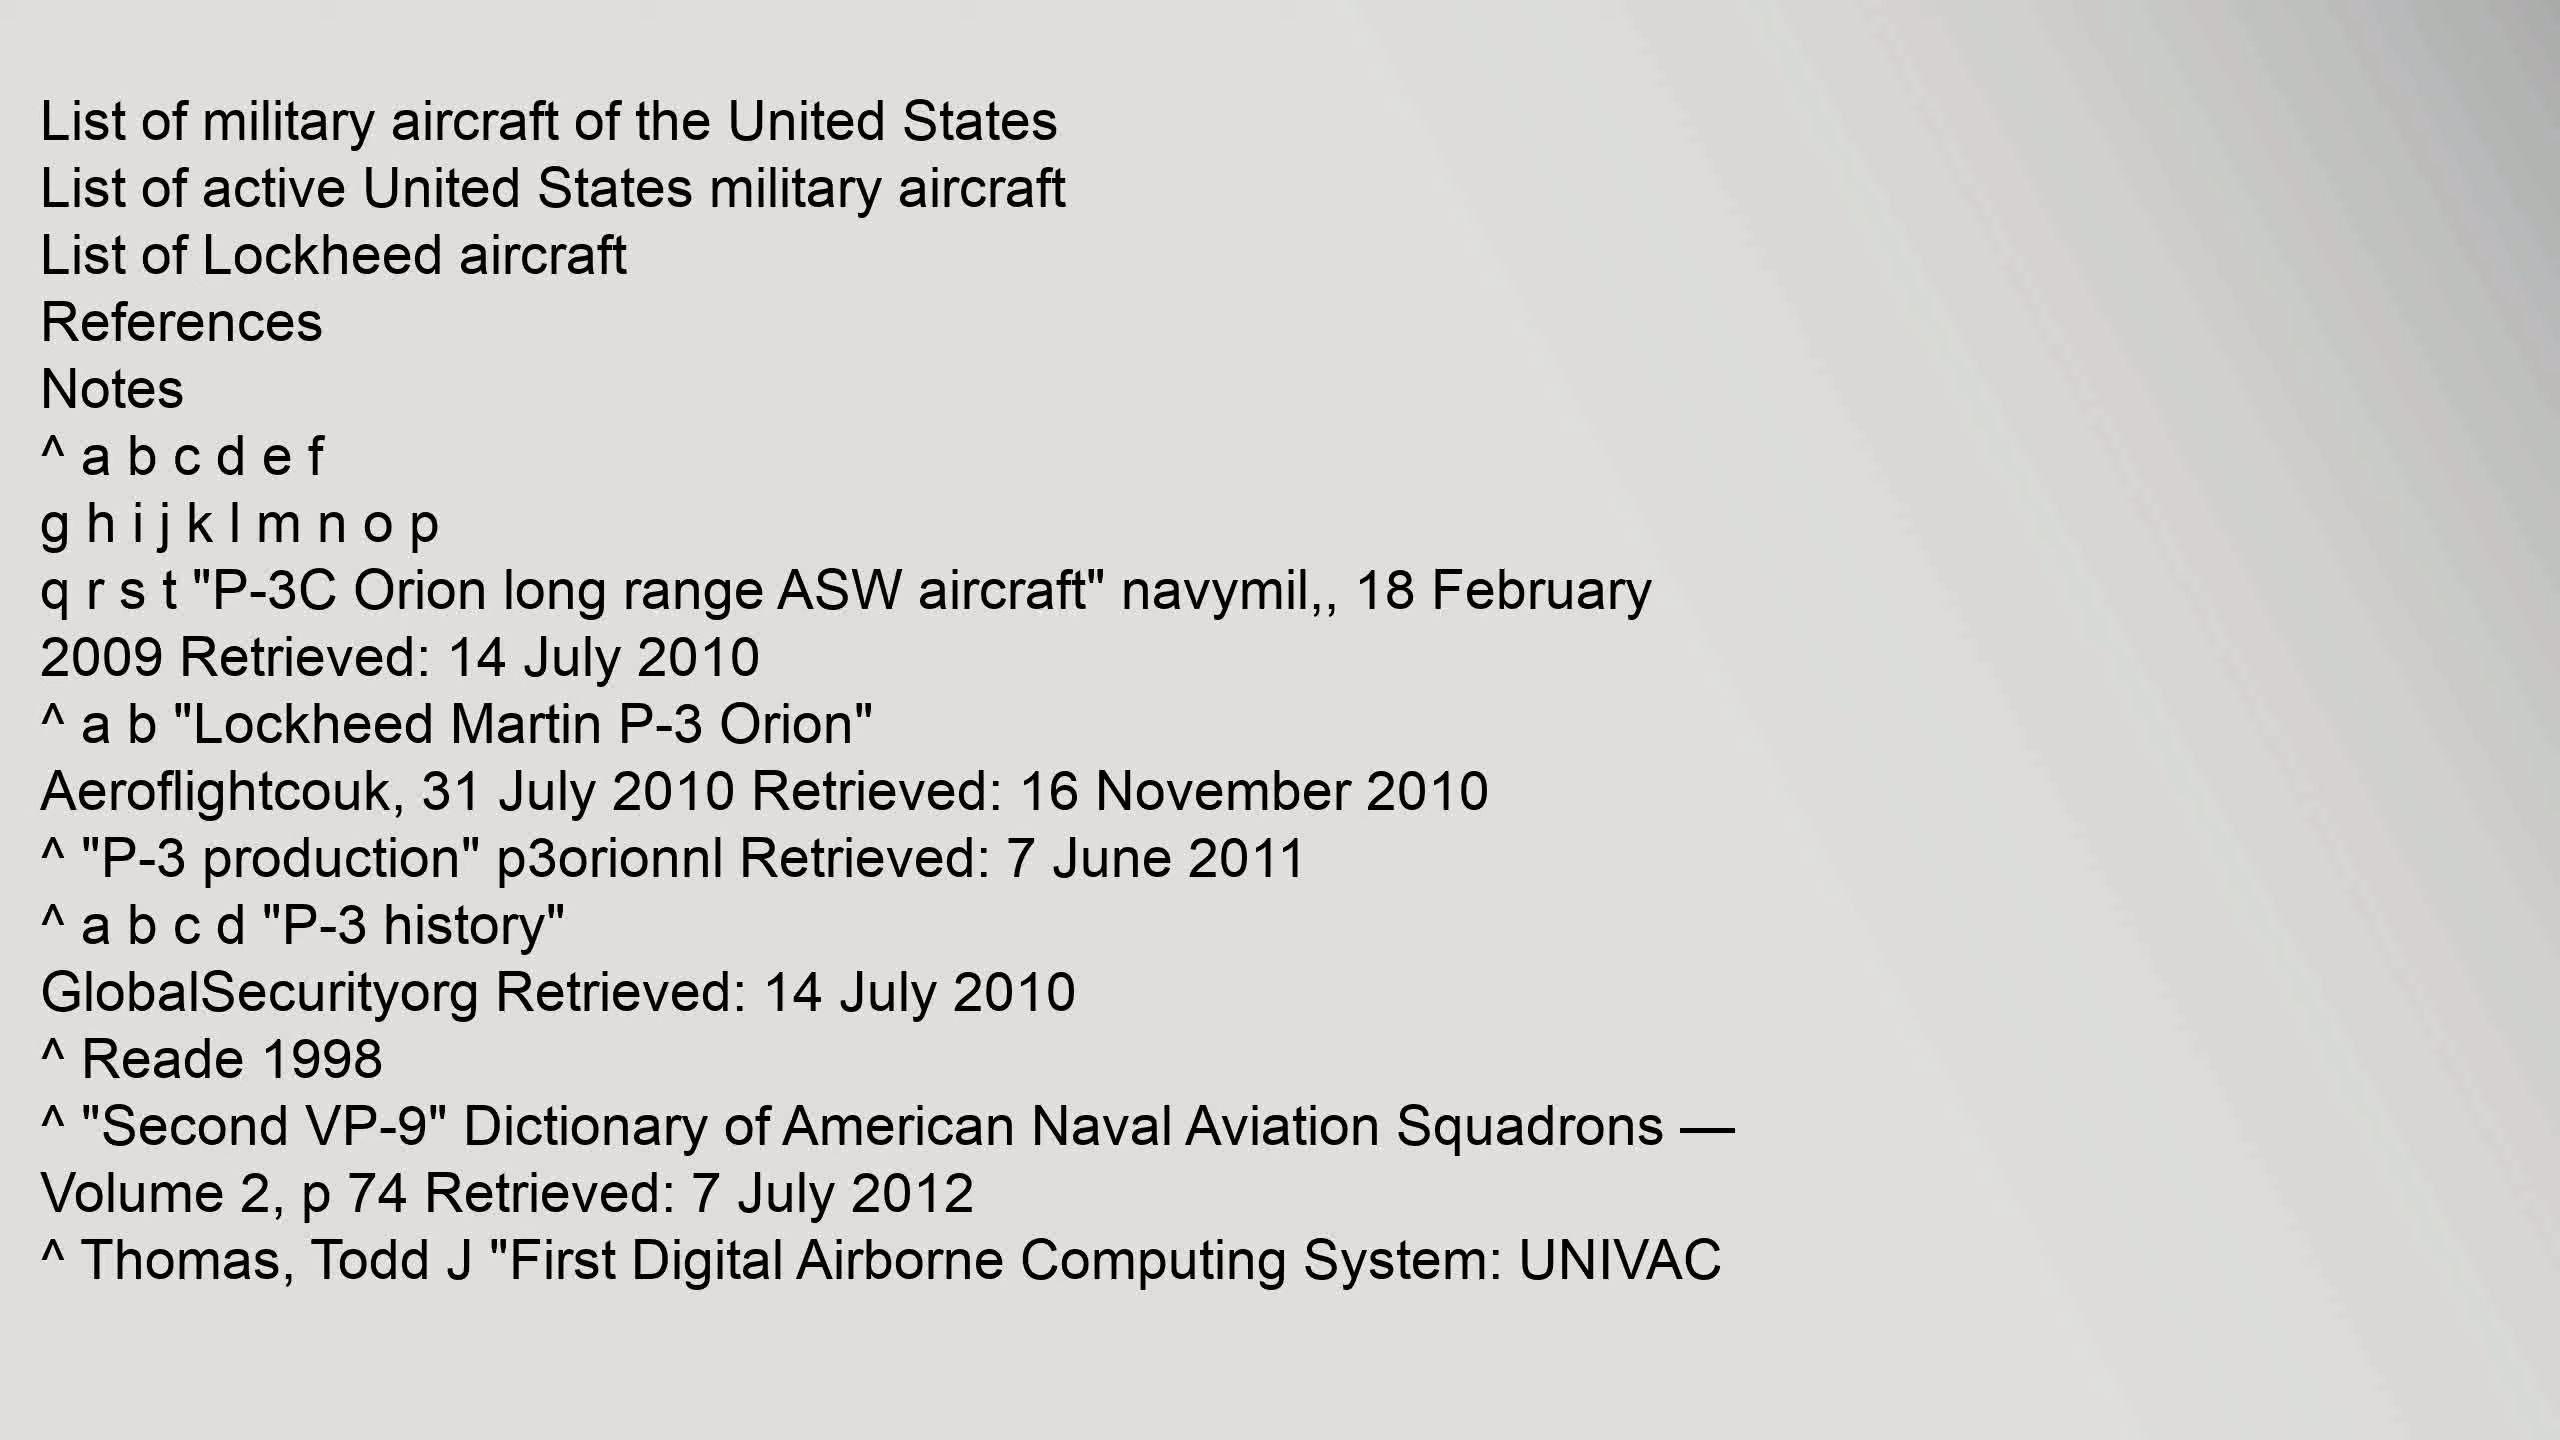 List of military aircraft of the United States
List of active United States military aircraft
List of Lockheed aircraft
References
Notes
^ a b c d e f
g h i j k l m n o p
q r s t "P-3C Orion long range ASW aircraft" navymil,, 18 February
2009 Retrieved: 14 July 2010
^ a b "Lockheed Martin P-3 Orion"
Aeroflightcouk, 31 July 2010 Retrieved: 16 November 2010
^ "P-3 production" p3orionnl Retrieved: 7 June 2011
^ a b c d "P-3 history"
GlobalSecurityorg Retrieved: 14 July 2010
^ Reade 1998
^ "Second VP-9" Dictionary of American Naval Aviation Squadrons —
Volume 2, p 74 Retrieved: 7 July 2012
^ Thomas, Todd J "First Digital Airborne Computing System: UNIVAC